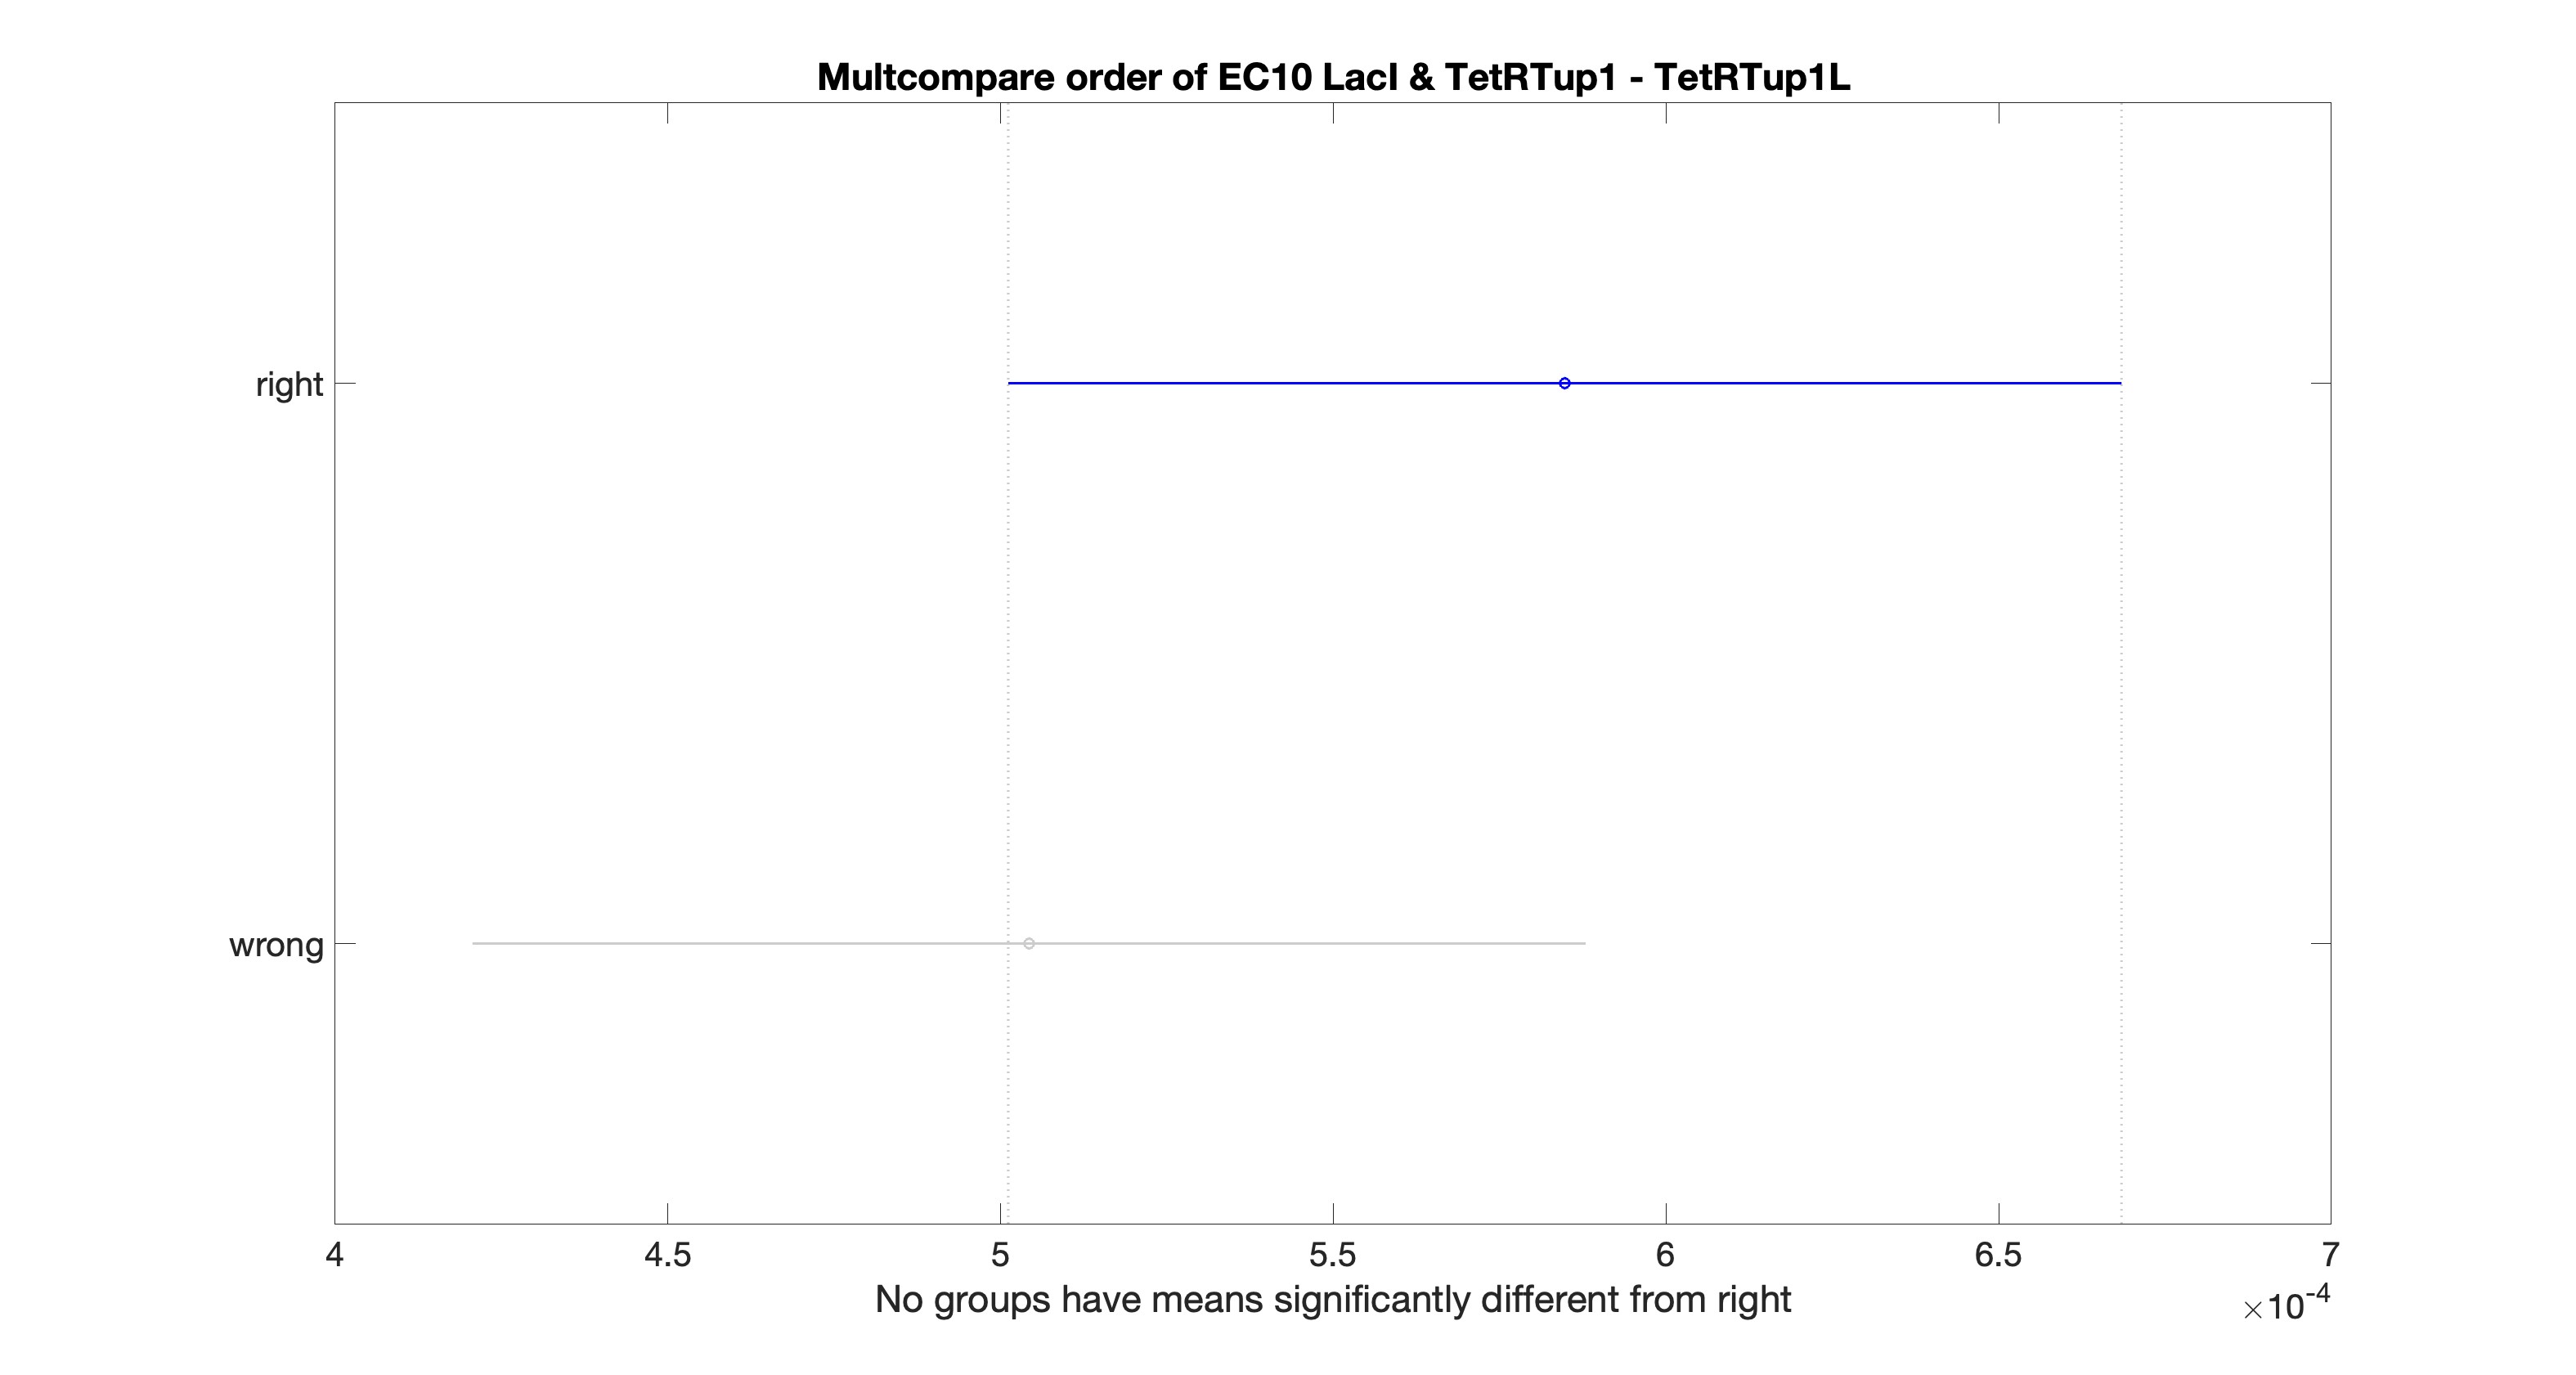 Multcompare order of EC10 LacI & TetRTup1 - TetRTup1L
right
wrong
4 4.5 5 5.5 6 6.5 7
No groups have means significantly different from right
×10-4